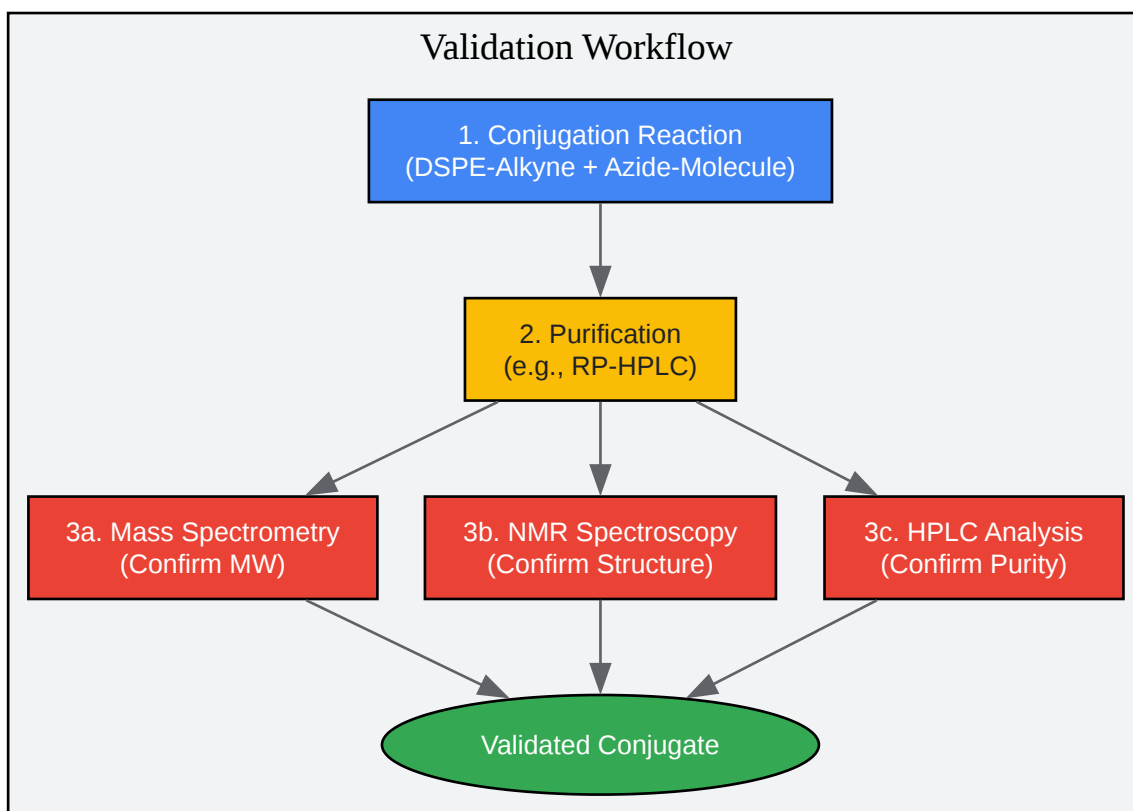 Validation Workflow
1. Conjugation Reaction
(DSPE-Alkyne + Azide-Molecule)
2. Purification
(e.g., RP-HPLC)
3a. Mass Spectrometry
(Confirm MW)
3b. NMR Spectroscopy
(Confirm Structure)
3c. HPLC Analysis
(Confirm Purity)
Validated Conjugate